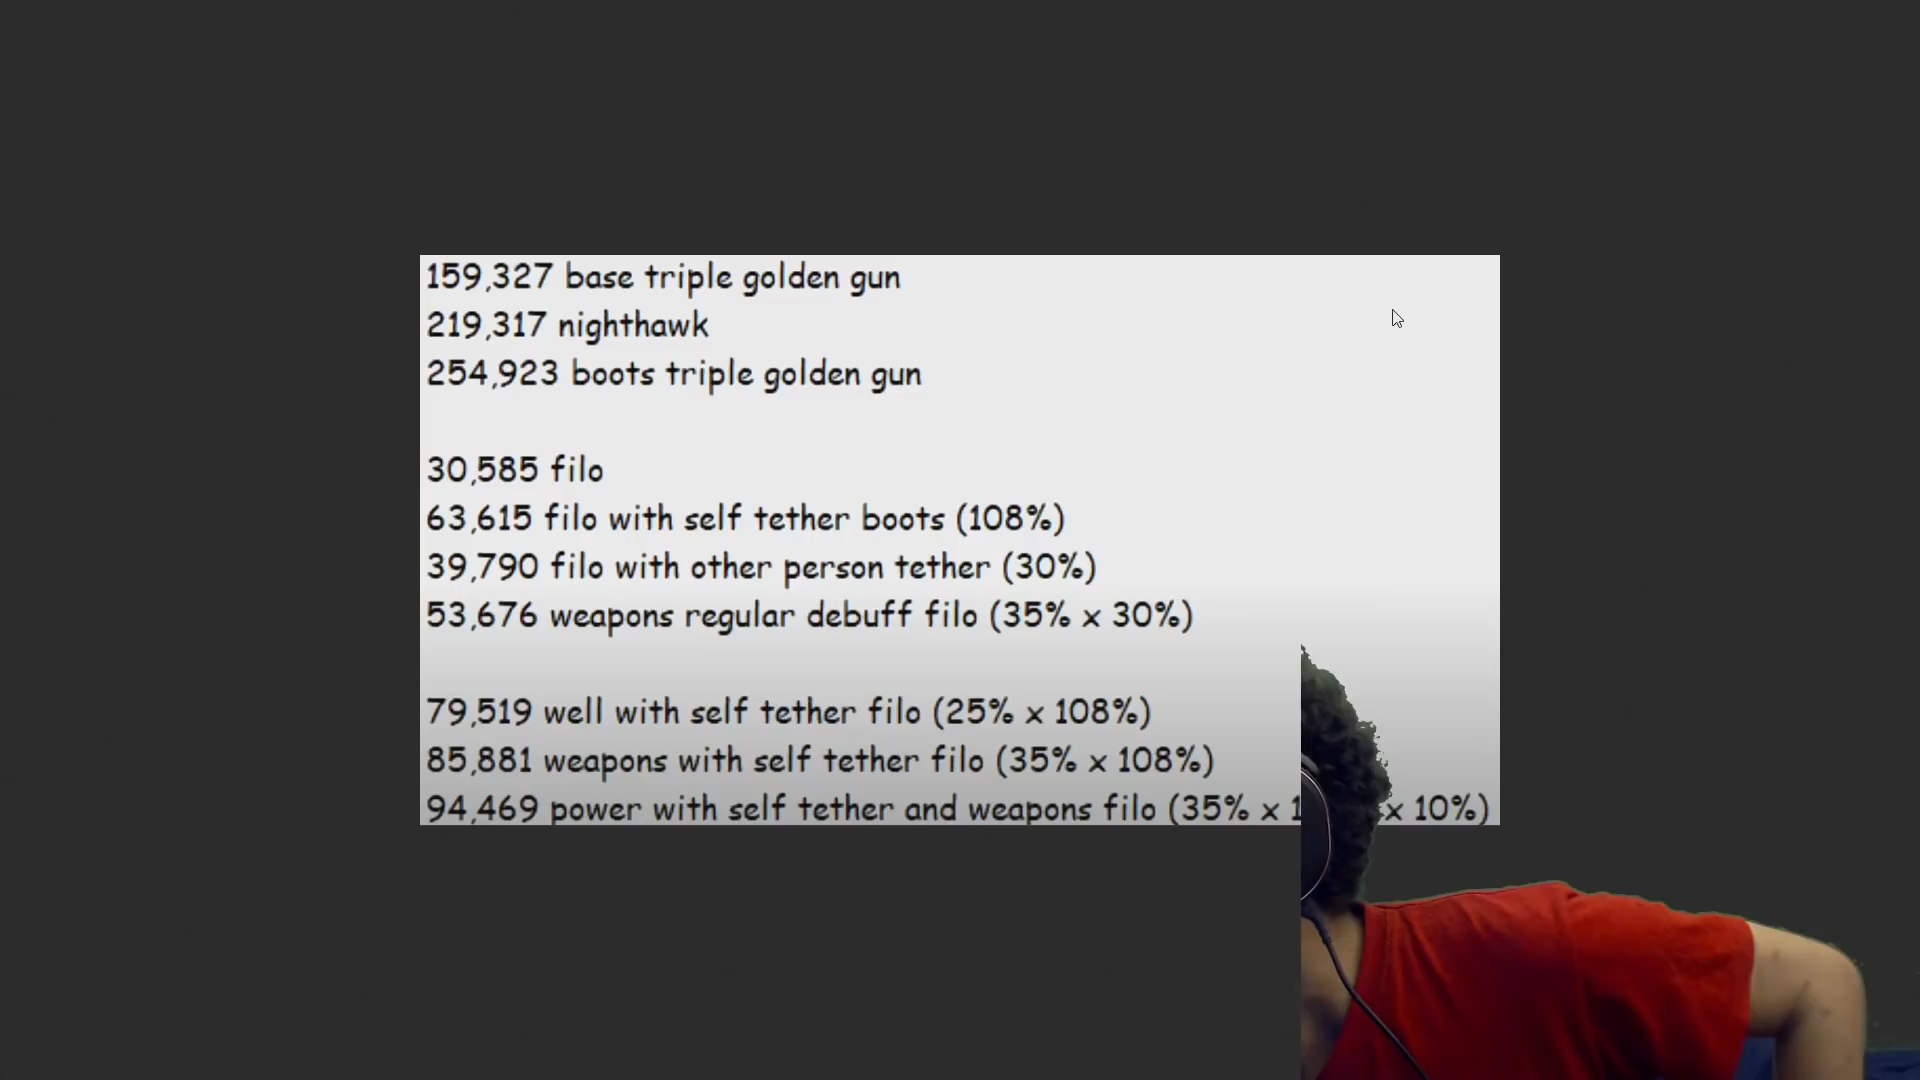 159,327 base triple golden gun
219,317 nighthawk
254,923 boots triple golden gun
30,585 filo
63,615 filo with self tether boots (108%)
39,790 filo with other person tether (30%)
53,676 weapons regular debuff filo (35% x 30%)
79,519 well with self tether filo (25% x 108%)
85,881 weapons with self tether filo (35% x 108%)
94,469 power with self tether and weapons filo (35% x x 10%)